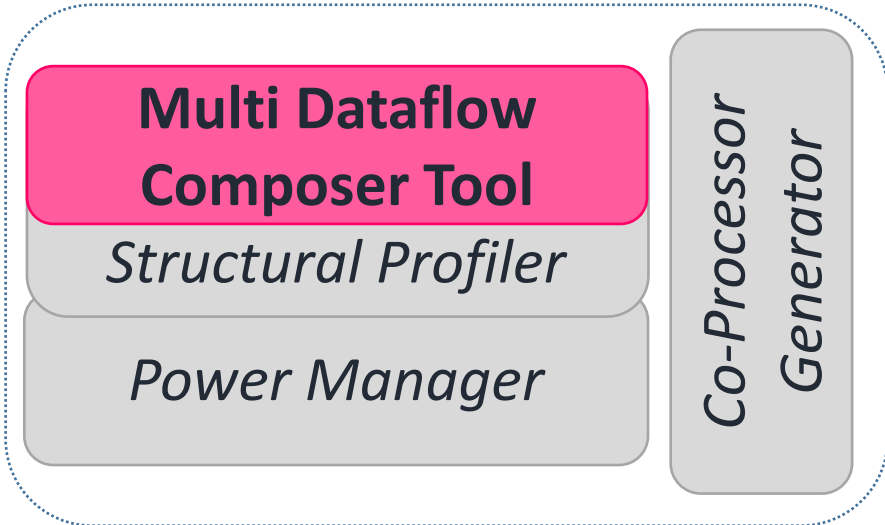 Multi Dataflow
Composer Tool
Structural Profiler
Power Manager
Co-Processor
Generator